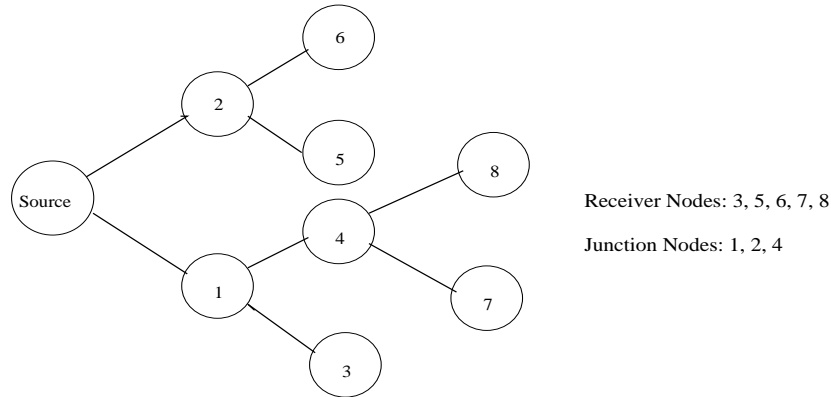 6
2
5
8
Source
Receiver Nodes: 3, 5, 6, 7, 8
4
Junction Nodes: 1, 2, 4
1
7
3